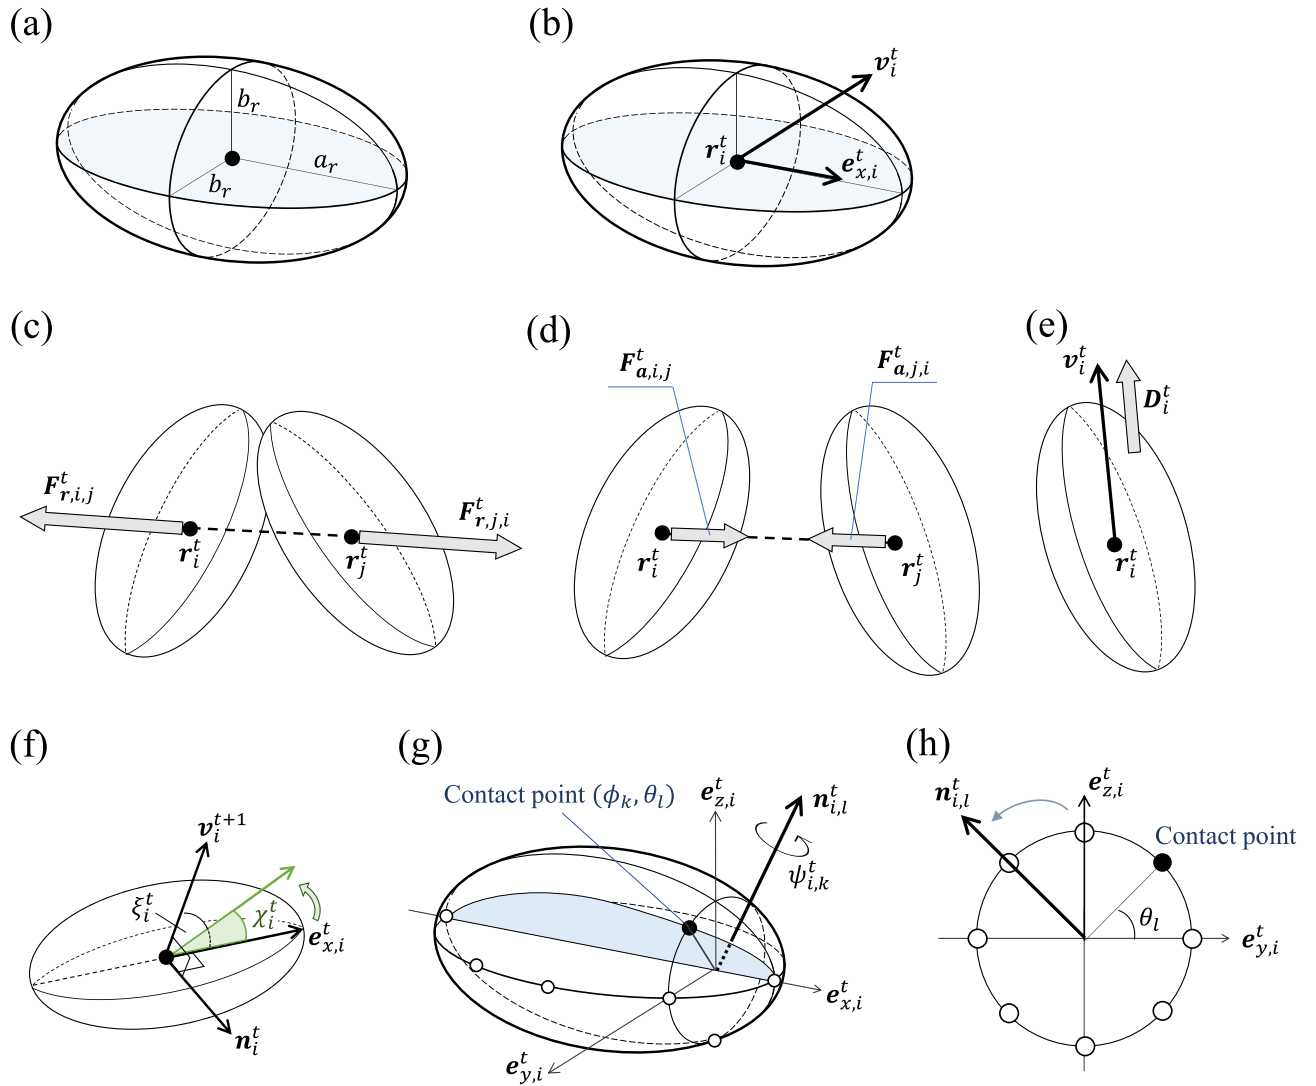 (a)
b_r
a_r
b_r
(b)
v_i^t
r_i^t
e_{x,i}^t
(c)
F_{r,i,j}^t
F_{r,j,i}^t
r_i^t
r_j^t
(d)
F_{a,i,j}^t
F_{a,j,i}^t
r_i^t
r_j^t
(e)
v_i^t
D_i^t
r_i^t
(f)
v_i^{t+1}
ξ_i^t
χ_i^t
e_{x,i}^t
n_i^t
(g)
Contact point (ϕ_k, θ_l)
e_{z,i}^t
n_{i,l}^t
ψ_{i,k}^t
e_{x,i}^t
e_{y,i}^t
(h)
n_{i,l}^t
e_{z,i}^t
Contact point
θ_l
e_{y,i}^t